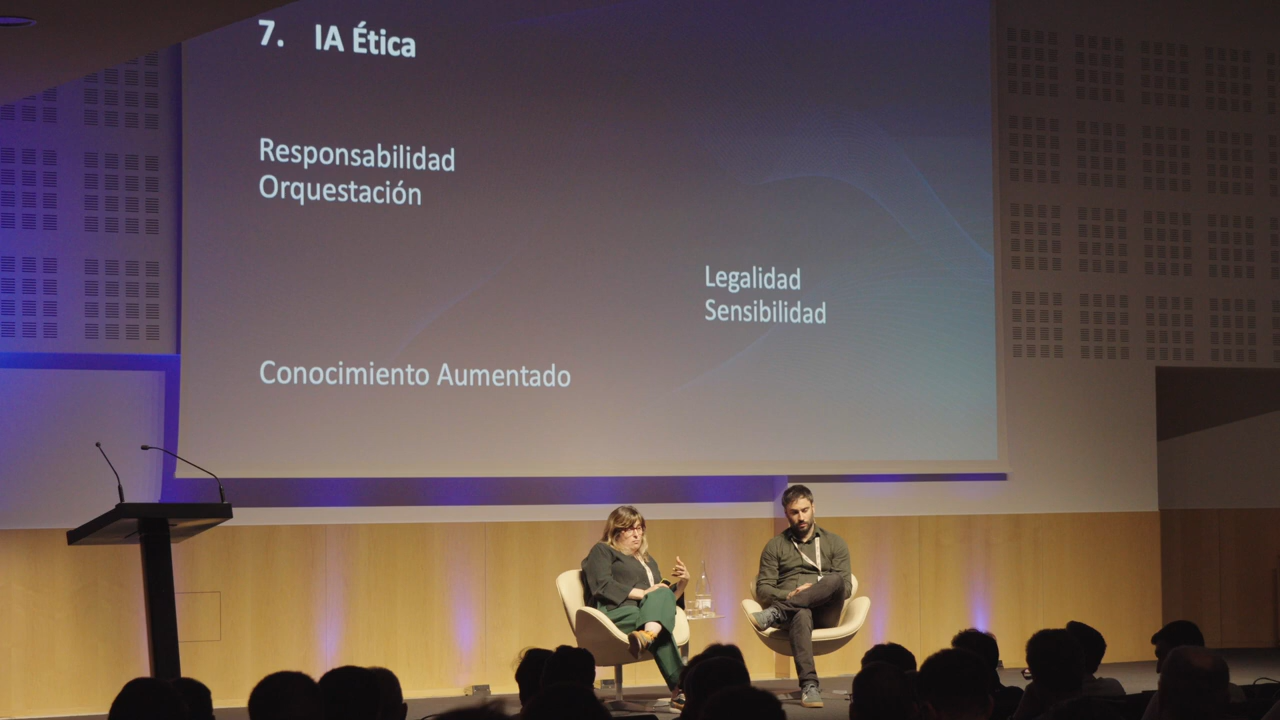 7. IA Ética
Responsabilidad
Orquestación
Legalidad
Sensibilidad
Conocimiento Aumentado